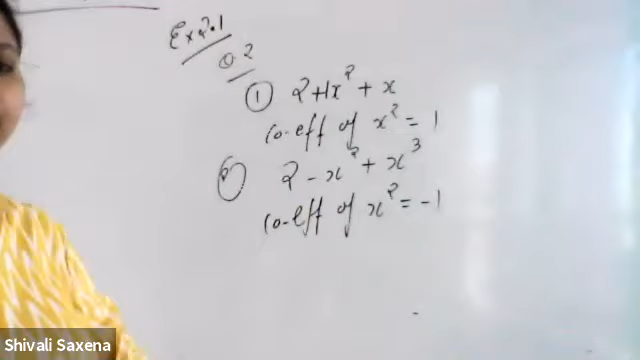 Ex 2.1
Q.2
① 2+1x² + x
Co-eff of x² = 1
② 2 - x² + x³
Co-eff of x² = -1
Shivali Saxena